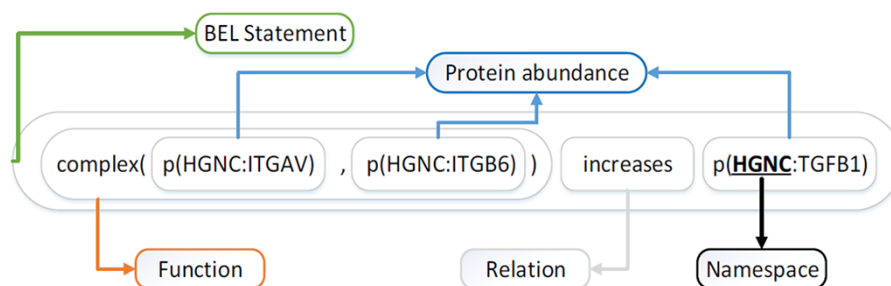 BEL Statement
Protein abundance
complex( p(HGNC:ITGAV) , p(HGNC:ITGB6) ) increases p(HGNC:TGFB1)
Function Relation Namespace